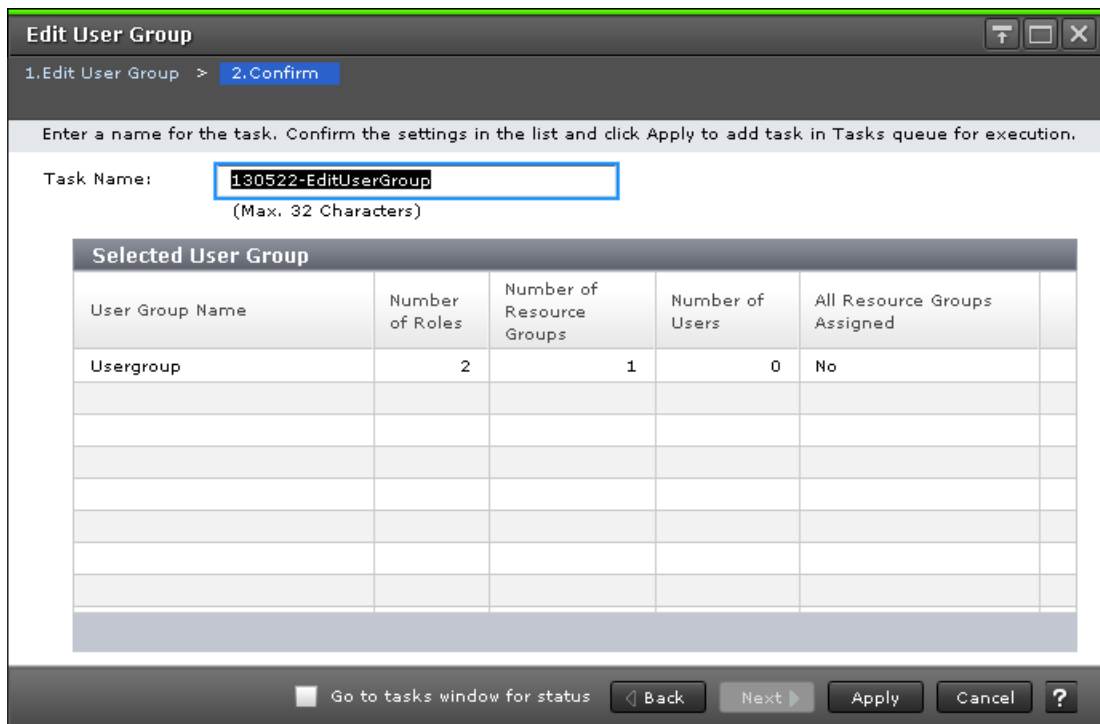 Edit User Group
1.Edit User Group > 2.Confirm
Enter a name for the task. Confirm the settings in the list and click Apply to add task in Tasks queue for execution.
Task Name: 130522-EditUserGroup
(Max. 32 Characters)
Selected User Group
User Group Name
Number
of Roles
Number of
Resource
Groups
Number of
Users
All Resource Groups
Assigned
Usergroup 2 1 0 No
Go to tasks window for status Back Next Apply Cancel ?